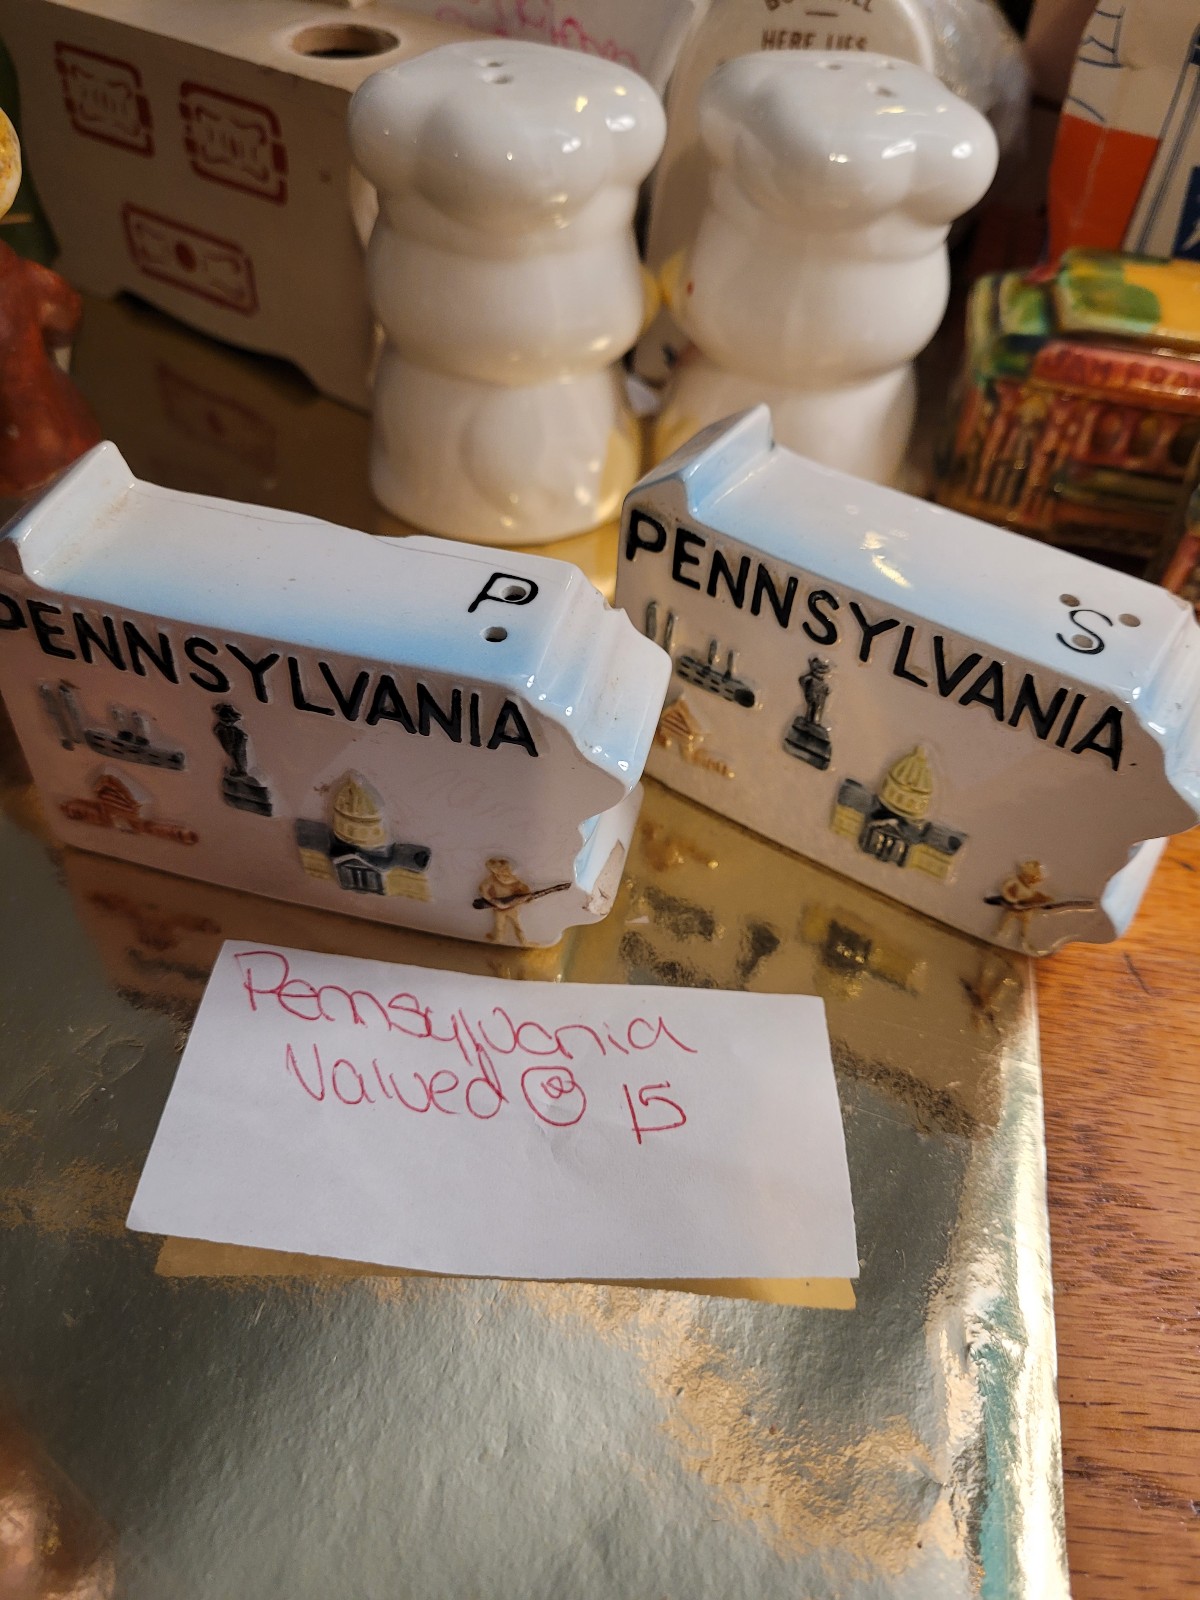 HERE LIES
P
S
PENNSYLVANIA
PENNSYLVANIA
Pennsylvania
Valued @ 15